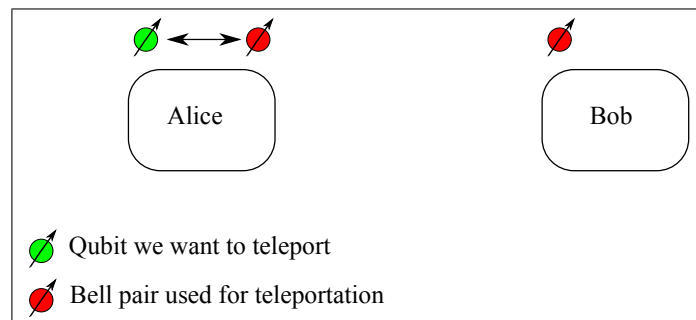 Alice
Bob
Qubit we want to teleport
Bell pair used for teleportation